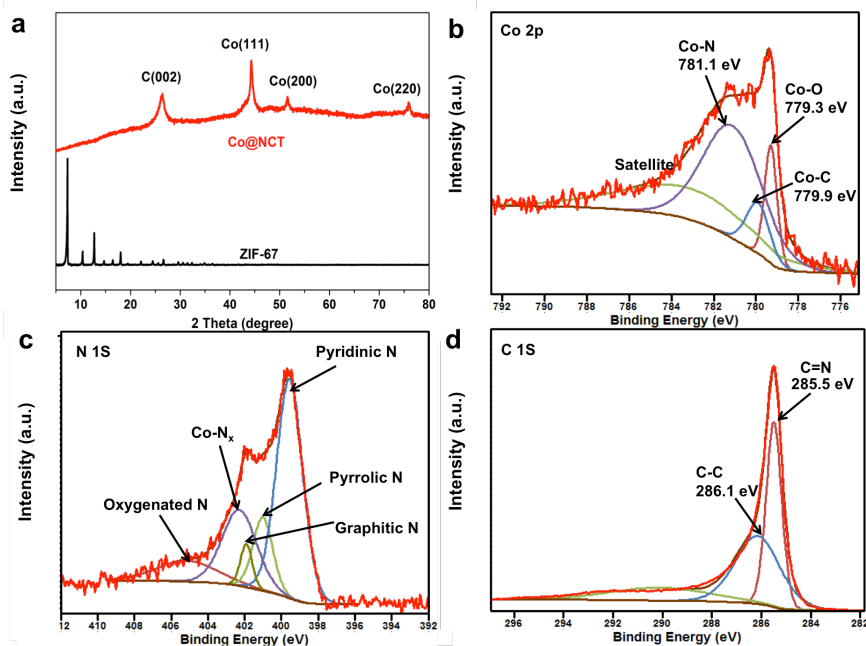 a
Intensity (a.u.)
C(002)
Co(111)
Co(200)
Co(220)
Co@NCT
ZIF-67
10 20 30 40 50 60 70 80
2 Theta (degree)
b
Co 2p
Intensity (a.u.)
Co-N
781.1 eV
Co-O
779.3 eV
Satellite
Co-C
779.9 eV
792 790 788 786 784 782 780 778 776
Binding Energy (eV)
c
N 1S
Intensity (a.u.)
Pyridinic N
Co-Nx
Pyrrolic N
Oxygenated N
Graphitic N
12 410 408 406 404 402 400 398 396 394 392
Binding Energy (eV)
d
C 1S
Intensity (a.u.)
C=N
285.5 eV
C-C
286.1 eV
296 294 292 290 288 286 284 282
Binding Energy (eV)